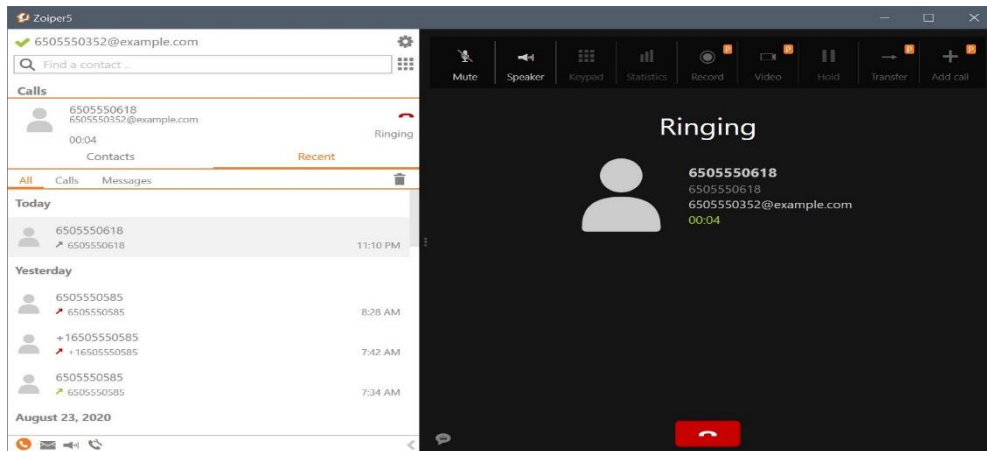 Zoiper5
6505550352@example.com
Find a contact ..
Calls
6505550618
6505550352@example.com
00:04
Ringing
Contacts
Recent
All Calls Messages
Today
6505550618
6505550618 11:10 PM
Yesterday
6505550585
6505550585 8:28 AM
+16505550585
+16505550585 7:42 AM
6505550585
6505550585 7:34 AM
August 23, 2020
P P P P
Mute Speaker Keypad Statistics Record Video Hold Transfer Add call
Ringing
6505550618
6505550618
6505550352@example.com
00:04